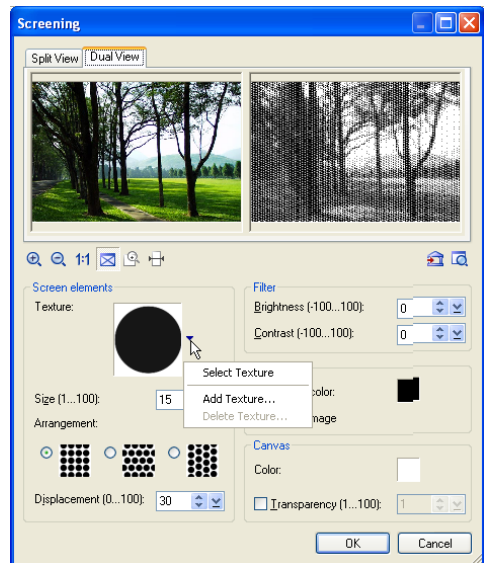 Screening
Split View Dual View
1:1
Screen elements
Texture:
Filter
Brightness (-100...100): 0
Contrast (-100...100): 0
Select Texture
Add Texture...
Delete Texture...
color:
mage
Size (1...100): 15
Arrangement:
Canvas
Color:
Displacement (0...100): 30
Transparency (1...100): 1
OK Cancel